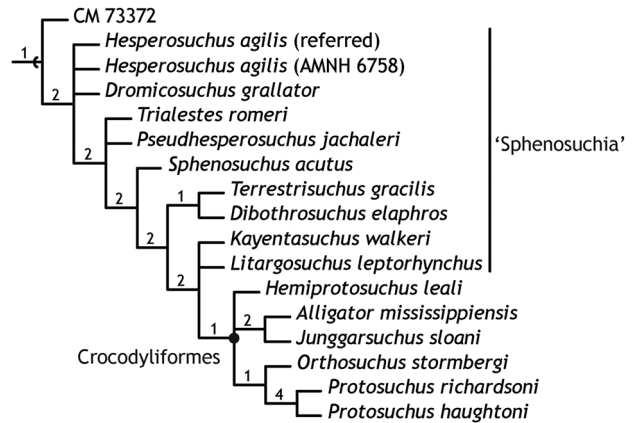 CM 73372
1
Hesperosuchus agilis (referred)
Hesperosuchus agilis (AMNH 6758)
2
Dromicosuchus grallator
Trialestes romeri
Pseudhesperosuchus jachaleri
'Sphenosuchia'
2
Sphenosuchus acutus
2
1
Terrestrisuchus gracilis
Dibothrosuchus elaphros
2
Kayentasuchus walkeri
Litargosuchus leptorhynchus
2
Hemiprotosuchus leali
Alligator mississippiensis
1
2
Junggarsuchus sloani
Crocodyliformes
Orthosuchus stormbergi
1
Protosuchus richardsoni
4
Protosuchus haughtoni